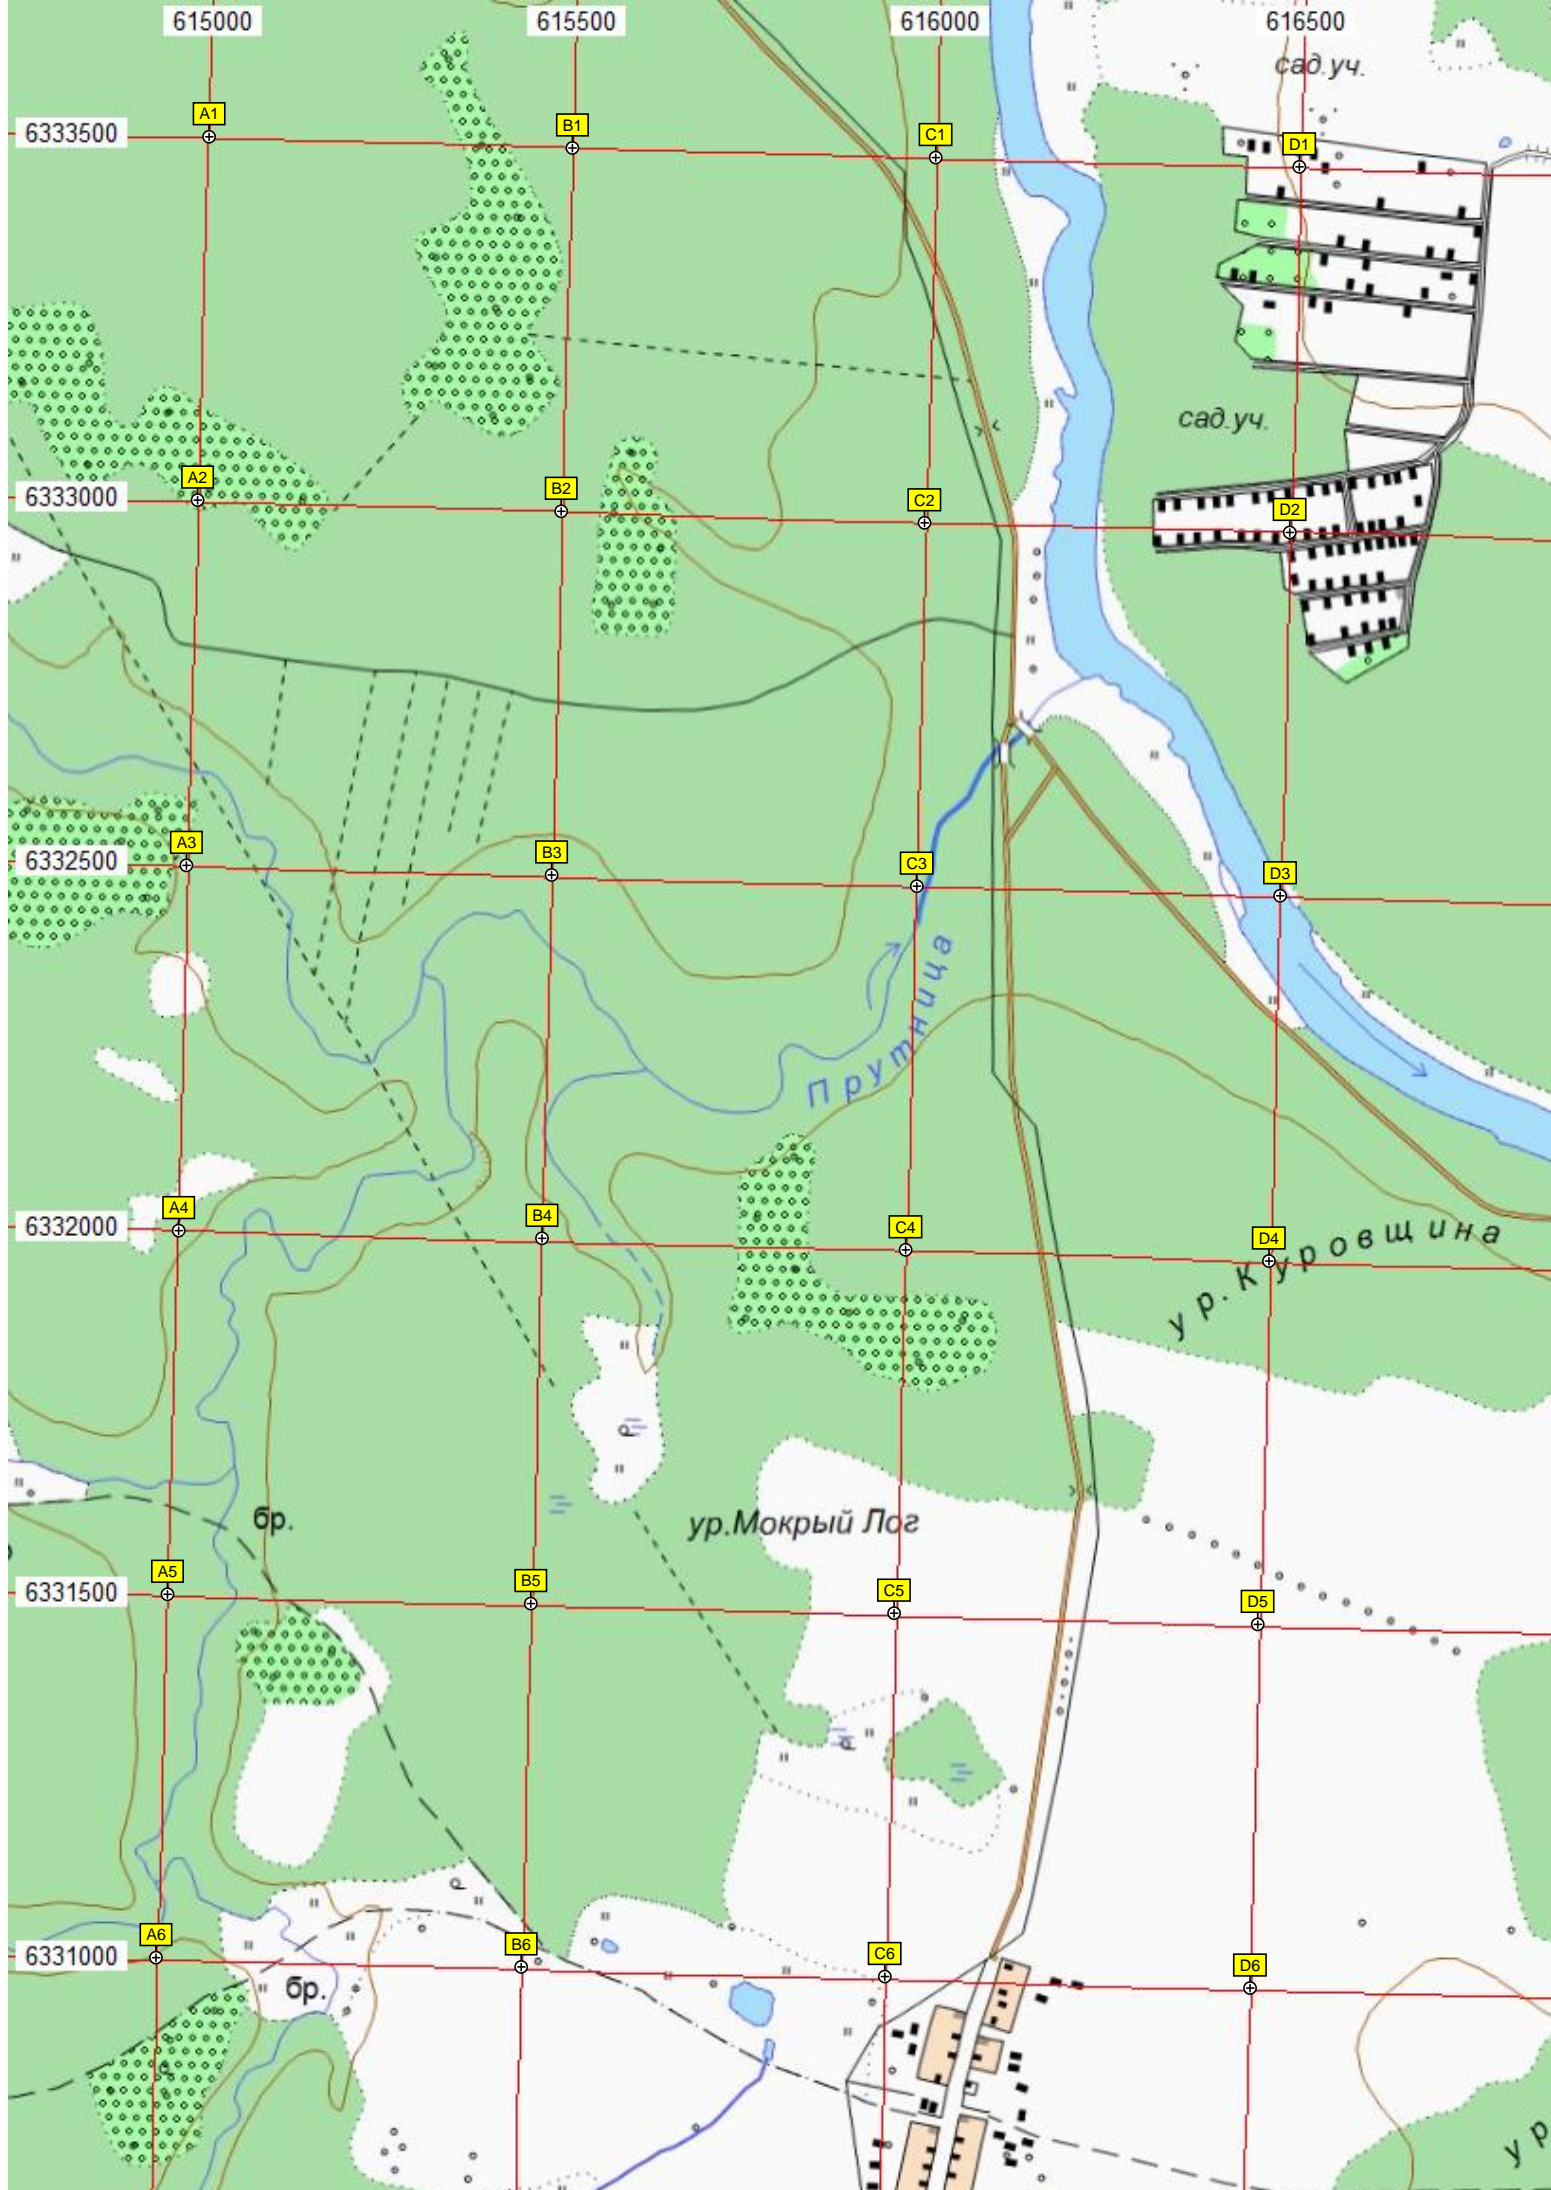 615000 615500 616000 616500
сад.уч.
A1 B1 C1 D1
6333500
сад.уч.
A2 B2 C2 D2
6333000
A3 B3 C3 D3
6332500
Прутница
A4 B4 C4 D4
6332000
ур.Куровщина
бр.
ур.Мокрый Лог
A5 B5 C5 D5
6331500
A6 B6 C6 D6
6331000
бр.
ур